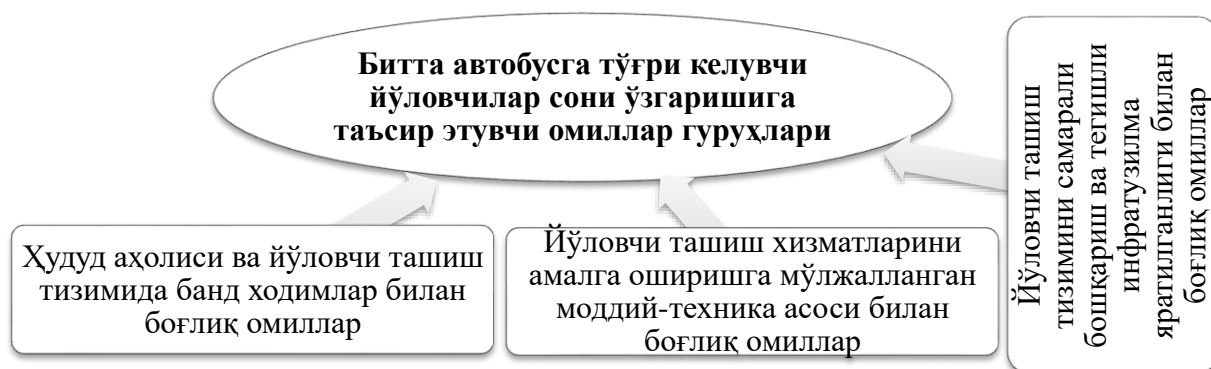 Битта автобусга тўғри келувчи
йўловчилар сони ўзгаришига
таъсир этувчи омиллар гуруҳлари
Ҳудуд аҳолиси ва йўловчи ташиш
тизимида банд ходимлар билан
боғлиқ омиллар
Йўловчи ташиш хизматларини
амалга оширишга мўлжалланган
моддий-техника асоси билан
боғлиқ омиллар
Йўловчи ташиш
тизимини самарали
бошқариш ва тегишли
инфратузилма
яратилганлиги билан
боғлиқ омиллар